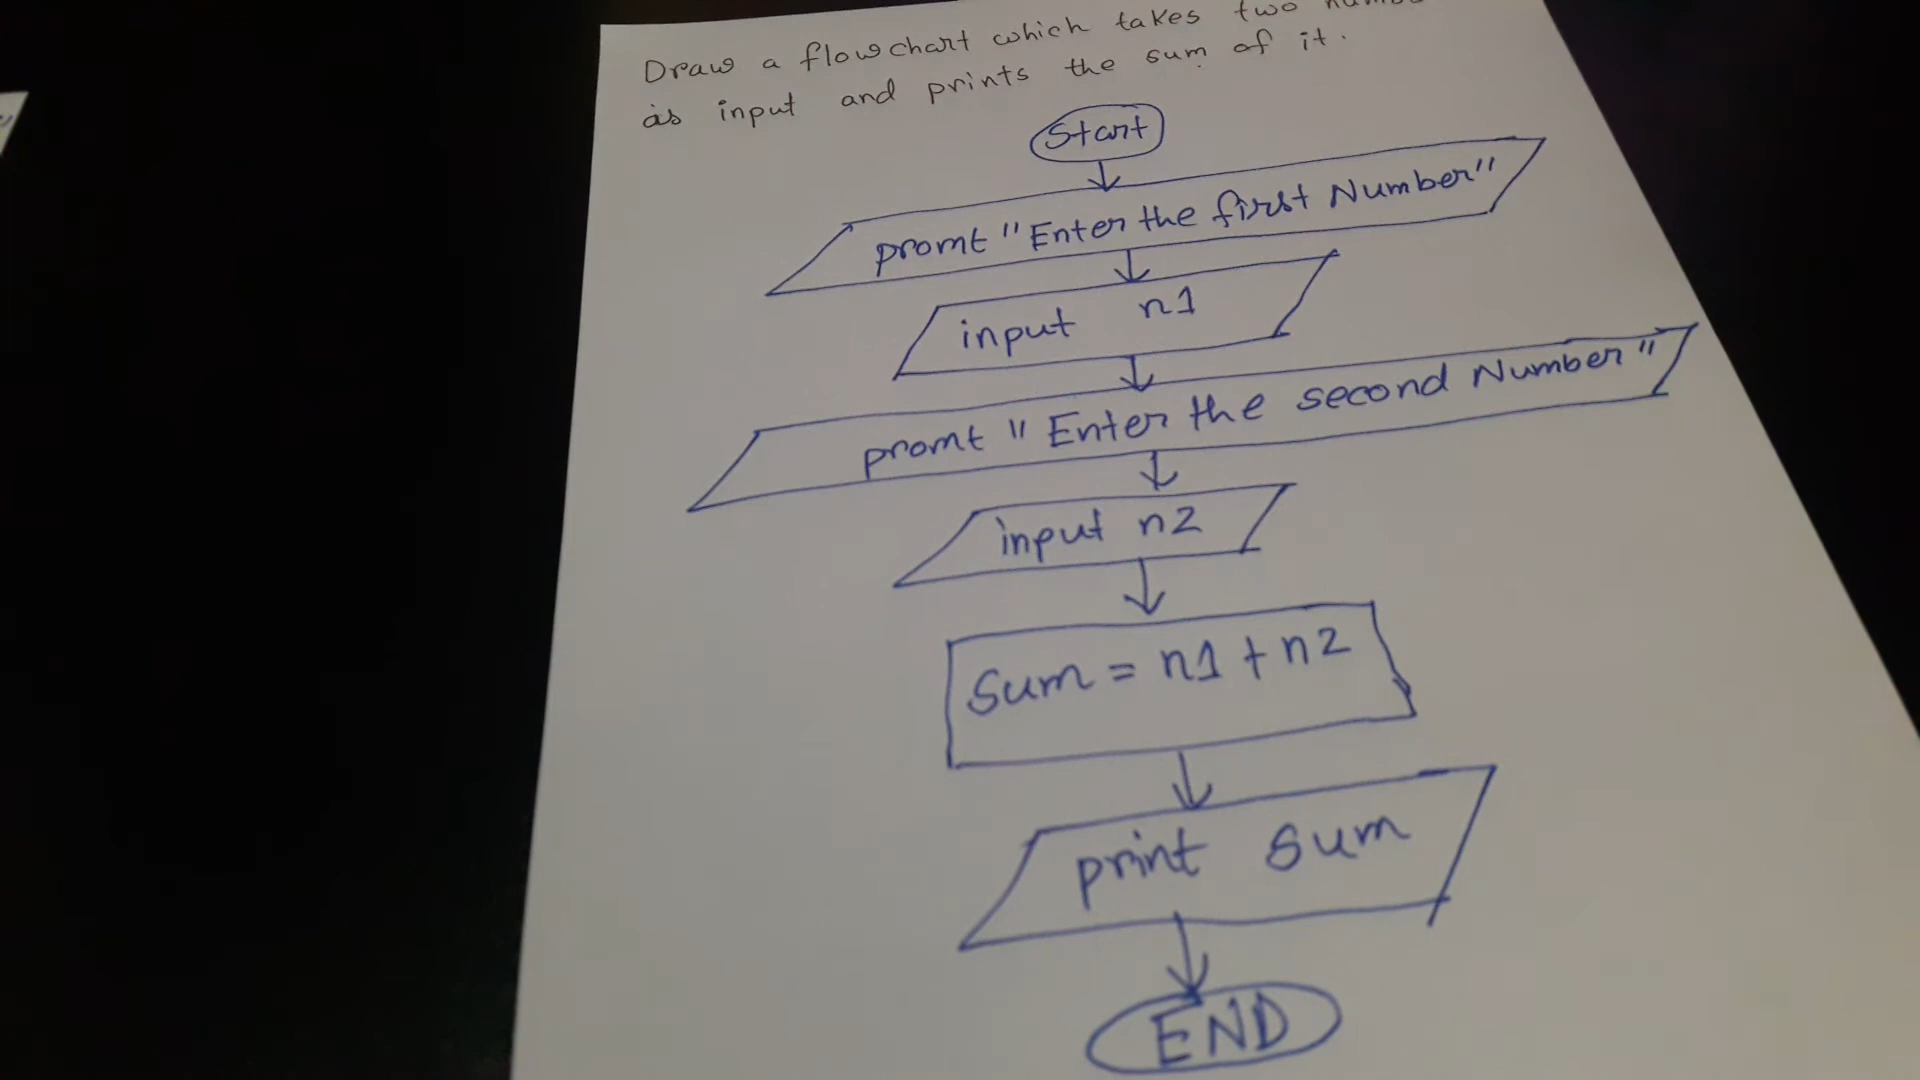 Draw a flowchart which takes two
as input and prints the sum of it.
Start
promt "Enter the first Number"
input n1
promt "Enter the second Number"
input n2
Sum = n1 + n2
print sum
END